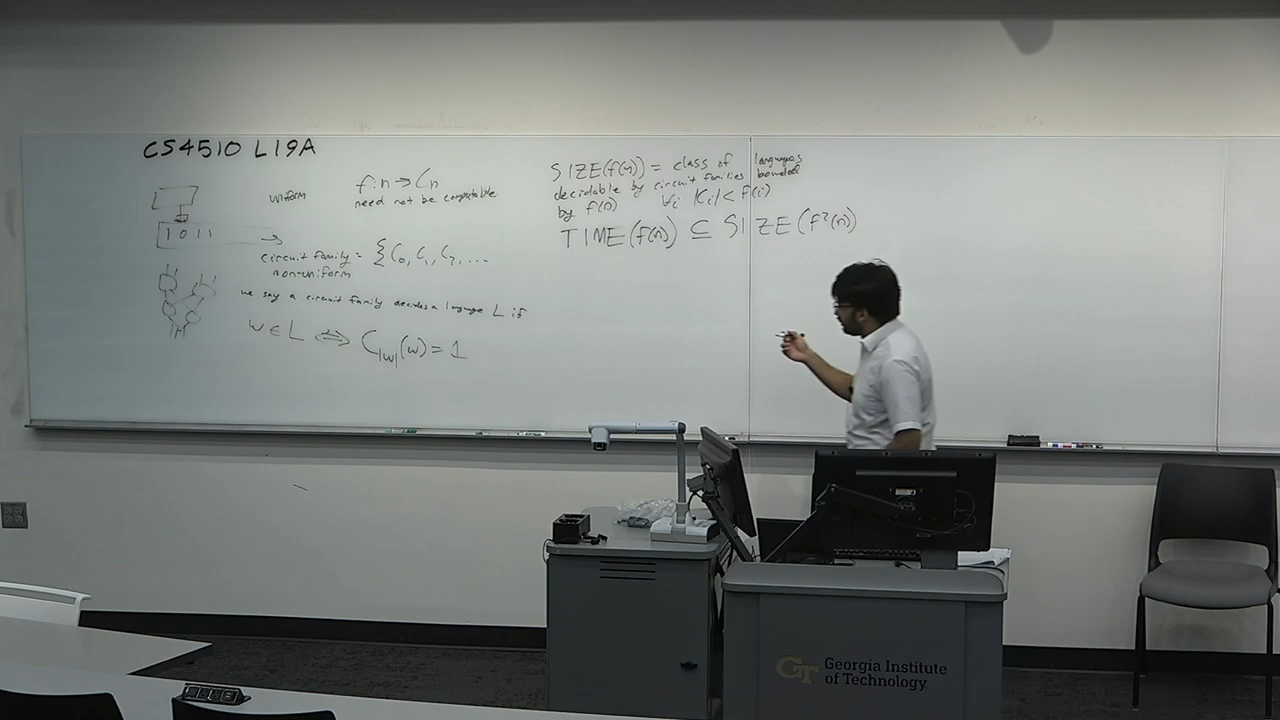 CS4510 L19A
uniform
f:n → Cn
need not be computable
1011
circuit family = {C₀, C₁, C₂, ...
non-uniform
we say a circuit family decides a language L if
w ∈ L ⇔ C|w|(w) = 1
SIZE(f(n)) = class of languages
decidable by circuit families bounded
by f(n) ∀i |Ci| < f(i)
TIME(f(n)) ⊆ SIZE(f²(n))
GT Georgia Institute
of Technology